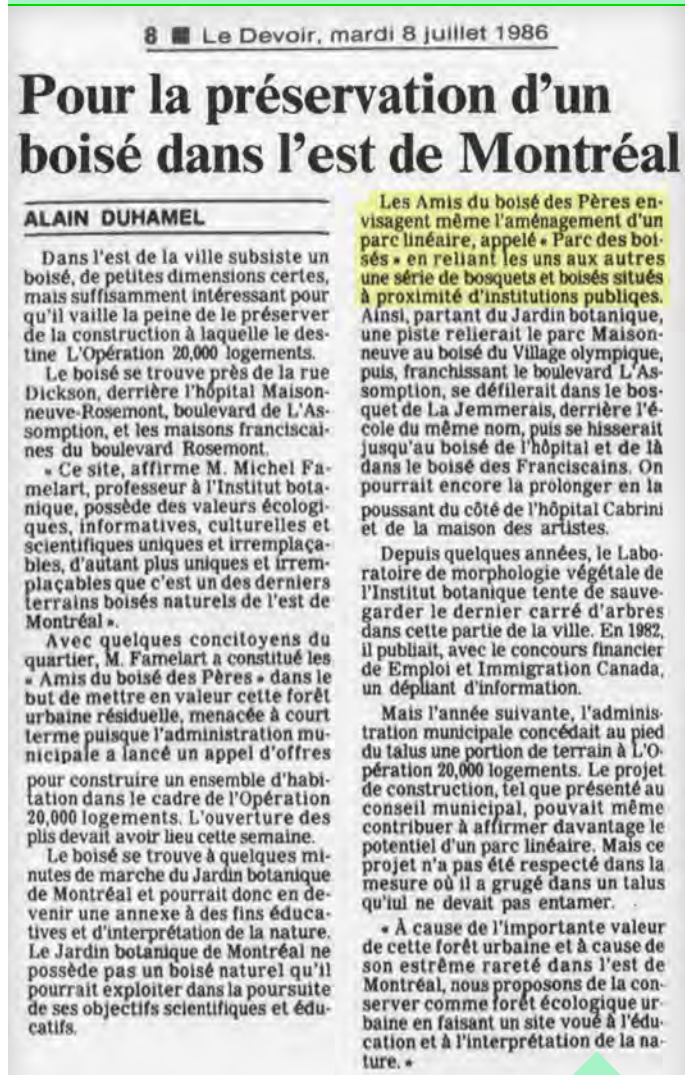 8 ■ Le Devoir, mardi 8 juillet 1986
Pour la préservation d'un
boisé dans l'est de Montréal
ALAIN DUHAMEL
Dans l'est de la ville subsiste un
boisé, de petites dimensions certes,
mais suffisamment intéressant pour
qu'il vaille la peine de le préserver
de la construction à laquelle le des-
tine L'Opération 20,000 logements.
Le boisé se trouve près de la rue
Dickson, derrière l'hôpital Maison-
neuve-Rosemont, boulevard de L'As-
somption, et les maisons franciscai-
nes du boulevard Rosemont.
« Ce site, affirme M. Michel Fa-
melart, professeur à l'Institut bota-
nique, possède des valeurs écologi-
ques, informatives, culturelles et
scientifiques uniques et irremplaça-
bles, d'autant plus uniques et irrem-
plaçables que c'est un des derniers
terrains boisés naturels de l'est de
Montréal ».
Avec quelques concitoyens du
quartier, M. Famelart a constitué les
« Amis du boisé des Pères » dans le
but de mettre en valeur cette forêt
urbaine résiduelle, menacée à court
terme puisque l'administration mu-
nicipale a lancé un appel d'offres
pour construire un ensemble d'habi-
tation dans le cadre de l'Opération
20,000 logements. L'ouverture des
plis devait avoir lieu cette semaine.
Le boisé se trouve à quelques mi-
nutes de marche du Jardin botanique
de Montréal et pourrait donc en de-
venir une annexe à des fins éduca-
tives et d'interprétation de la nature.
Le Jardin botanique de Montréal ne
possède pas un boisé naturel qu'il
pourrait exploiter dans la poursuite
de ses objectifs scientifiques et édu-
catifs.
Les Amis du boisé des Pères en-
visagent même l'aménagement d'un
parc linéaire, appelé « Parc des boi-
sés » en reliant les uns aux autres
une série de bosquets et boisés situés
à proximité d'institutions publiqes.
Ainsi, partant du Jardin botanique,
une piste relierait le parc Maison-
neuve au boisé du Village olympique,
puis, franchissant le boulevard L'As-
somption, se défilerait dans le bos-
quet de La Jemmerais, derrière l'é-
cole du même nom, puis se hisserait
jusqu'au boisé de l'hôpital et de là
dans le boisé des Franciscains. On
pourrait encore la prolonger en la
poussant du côté de l'hôpital Cabrini
et de la maison des artistes.
Depuis quelques années, le Labo-
ratoire de morphologie végétale de
l'Institut botanique tente de sauve-
garder le dernier carré d'arbres
dans cette partie de la ville. En 1982,
il publiait, avec le concours financier
de Emploi et Immigration Canada,
un dépliant d'information.
Mais l'année suivante, l'adminis-
tration municipale concédait au pied
du talus une portion de terrain à L'O-
pération 20,000 logements. Le projet
de construction, tel que présenté au
conseil municipal, pouvait même
contribuer à affirmer davantage le
potentiel d'un parc linéaire. Mais ce
projet n'a pas été respecté dans la
mesure où il a grugé dans un talus
qu'iul ne devait pas entamer.
« À cause de l'importante valeur
de cette forêt urbaine et à cause de
son estrême rareté dans l'est de
Montréal, nous proposons de la con-
server comme forêt écologique ur-
baine en faisant un site voué à l'édu-
cation et à l'interprétation de la na-
ture. »